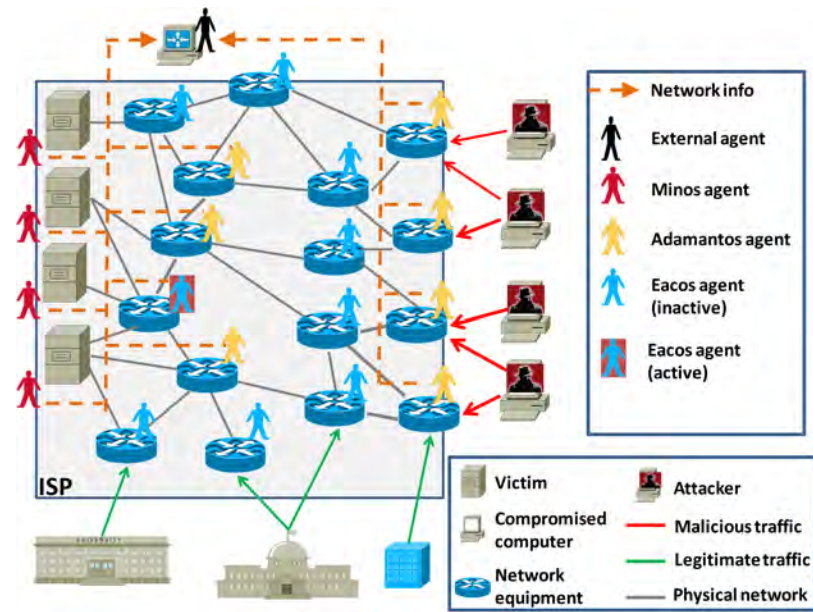 Network info
External agent
Minos agent
Adamantos agent
Eacos agent
(inactive)
Eacos agent
(active)
ISP
Victim
Compromised
computer
Network
equipment
Attacker
Malicious traffic
Legitimate traffic
Physical network